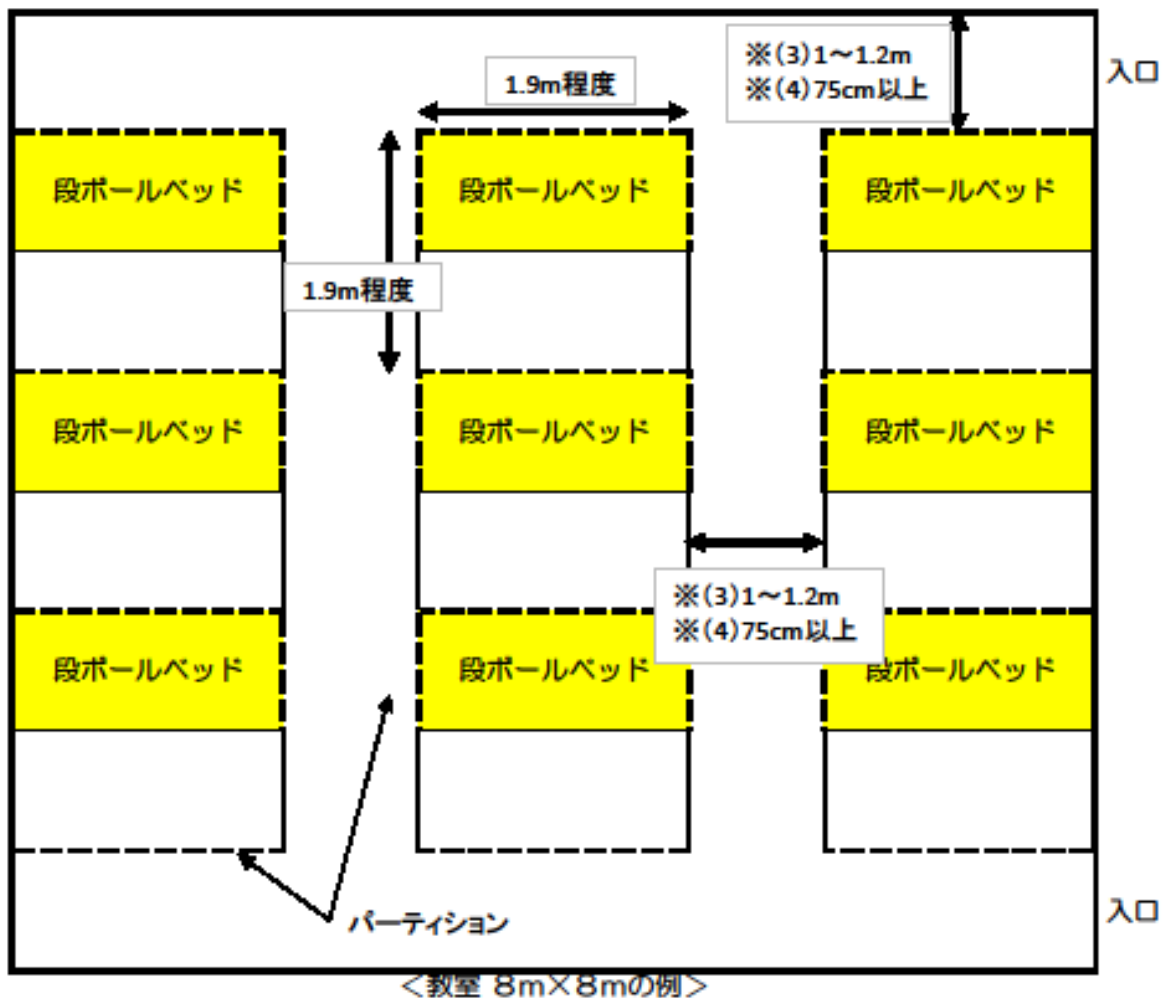 ※(3)1～1.2m
※(4)75cm以上
入口
1.9m程度
段ボールベッド
段ボールベッド
段ボールベッド
1.9m程度
段ボールベッド
段ボールベッド
段ボールベッド
※(3)1～1.2m
※(4)75cm以上
段ボールベッド
段ボールベッド
段ボールベッド
パーティション
入口
＜教室 8m×8mの例＞